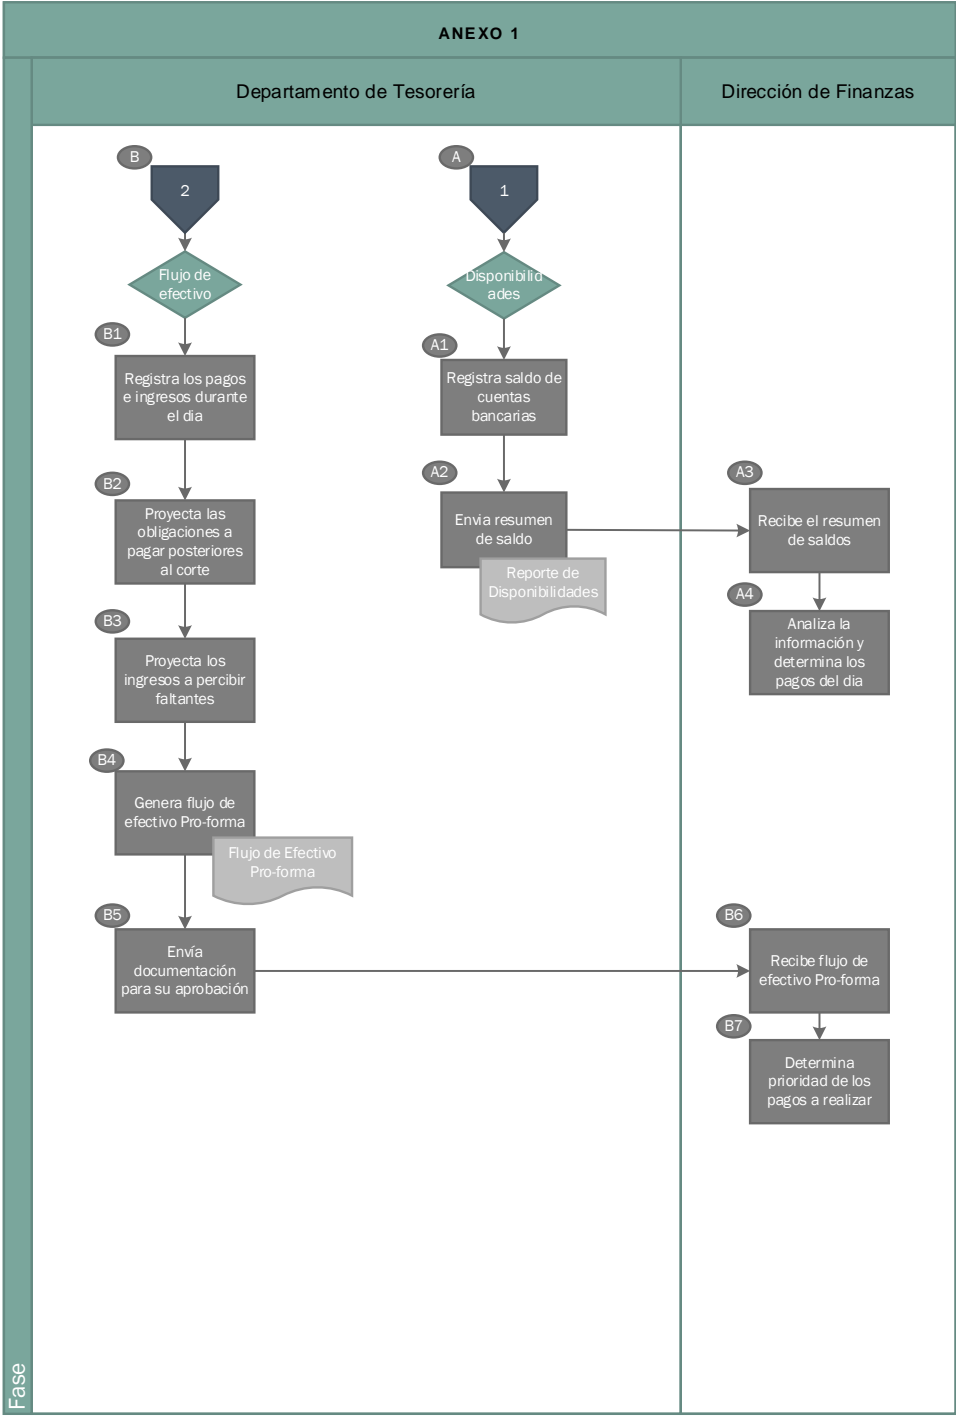 ANEXO 1
Departamento de Tesorería
Dirección de Finanzas
B
2
Flujo de
efectivo
B1
Registra los pagos
e ingresos durante
el dia
B2
Proyecta las
obligaciones a
pagar posteriores
al corte
B3
Proyecta los
ingresos a percibir
faltantes
B4
Genera flujo de
efectivo Pro-forma
Flujo de Efectivo
Pro-forma
B5
Envía
documentación
para su aprobación
A
1
Disponibilid
ades
A1
Registra saldo de
cuentas
bancarias
A2
Envia resumen
de saldo
Reporte de
Disponibilidades
A3
Recibe el resumen
de saldos
A4
Analiza la
información y
determina los
pagos del dia
B6
Recibe flujo de
efectivo Pro-forma
B7
Determina
prioridad de los
pagos a realizar
Fase